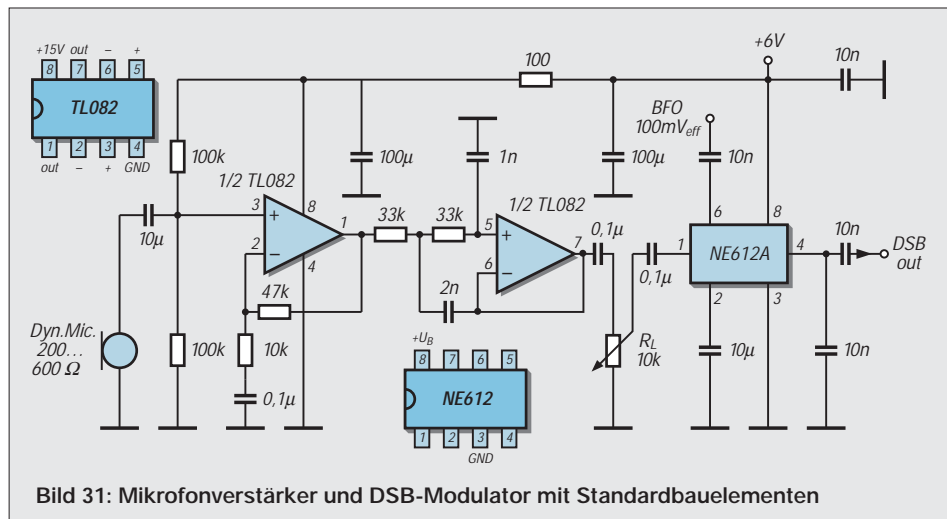 +15V out – +
8 7 6 5
TL082
1 2 3 4
out – + GND
100
+6V
10n
BFO
100mVeff
100k
100µ
1n
100µ
10n
1/2 TL082
1/2 TL082
3 + 8
10µ
2 – 4
1
33k
33k
5 +
6 –
7
0,1µ
6 8
1 NE612A 4
0,1µ
2 3
10n
DSB
out
47k
2n
Dyn.Mic.
200...
600 Ω
100k
10k
0,1µ
+UB
8 7 6 5
NE612
1 2 3 4
GND
RL
10k
10µ
10n
Bild 31: Mikrofonverstärker und DSB-Modulator mit Standardbauelementen